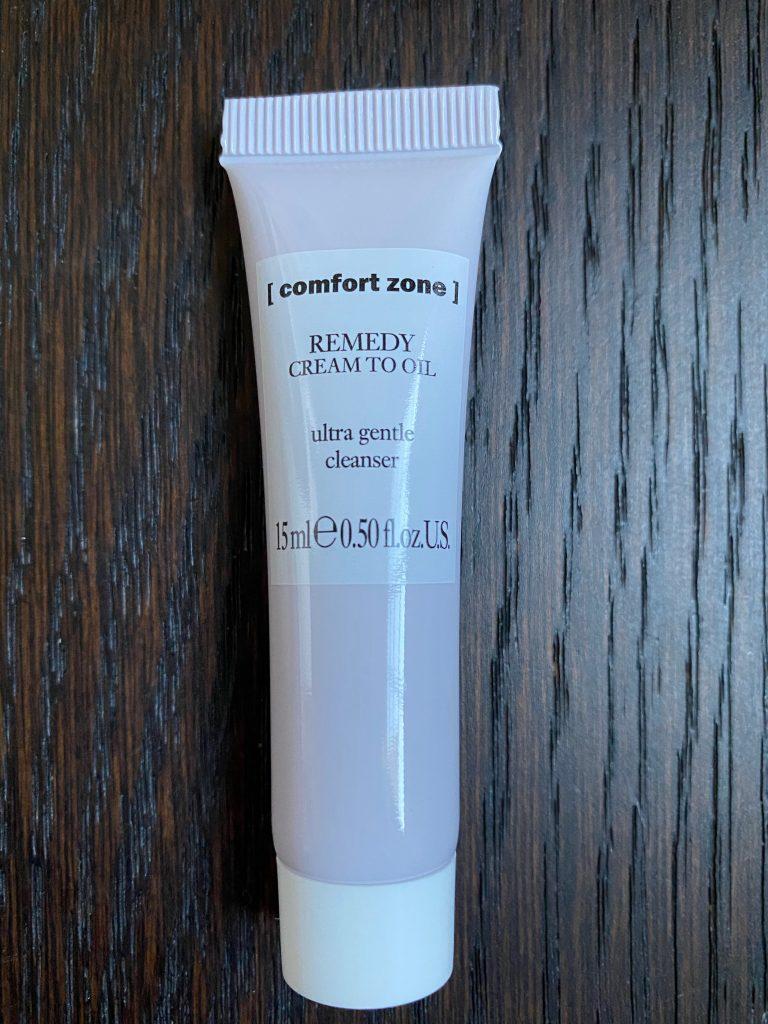 [ comfort zone ]
REMEDY
CREAM TO OIL
ultra gentle
cleanser
15 ml℮0.50 fl.oz.U.S.